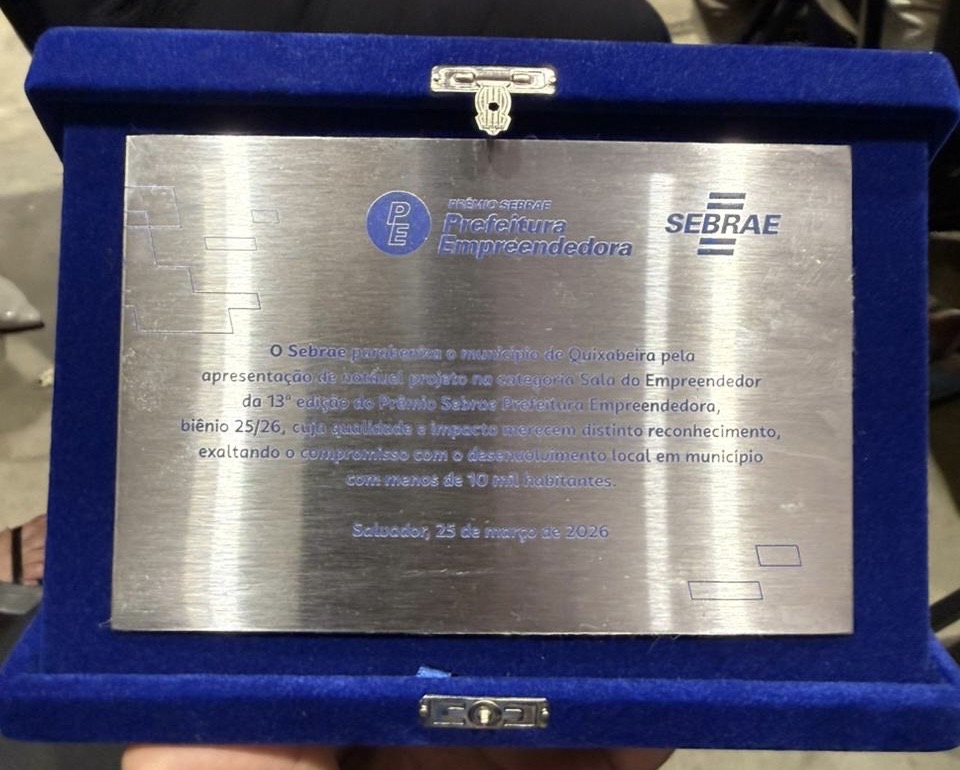 PE
PRÊMIO SEBRAE
Prefeitura
Empreendedora
SEBRAE
O Sebrae parabeniza o município de Quixabeira pela
apresentação de notável projeto na categoria Sala do Empreendedor
da 13ª edição do Prêmio Sebrae Prefeitura Empreendedora,
biênio 25/26, cuja qualidade e impacto merecem distinto reconhecimento,
exaltando o compromisso com o desenvolvimento local em município
com menos de 10 mil habitantes.
Salvador, 25 de março de 2026